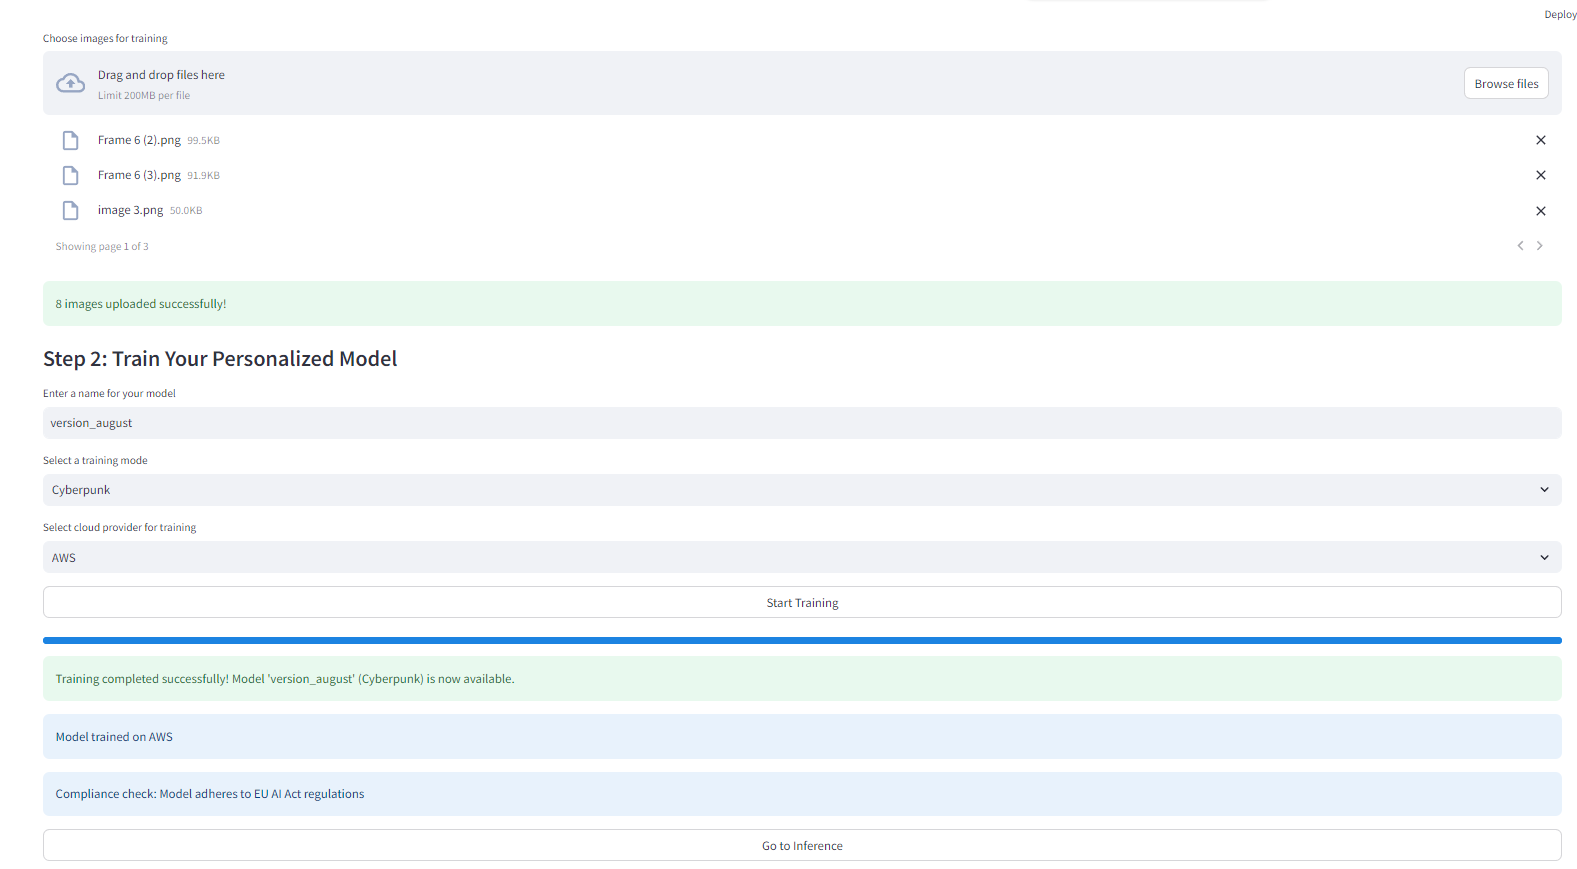 Deploy
Choose images for training
Drag and drop files here
Limit 200MB per file
Browse files
Frame 6 (2).png 99.5KB
Frame 6 (3).png 91.9KB
image 3.png 50.0KB
Showing page 1 of 3
8 images uploaded successfully!
Step 2: Train Your Personalized Model
Enter a name for your model
version_august
Select a training mode
Cyberpunk
Select cloud provider for training
AWS
Start Training
Training completed successfully! Model 'version_august' (Cyberpunk) is now available.
Model trained on AWS
Compliance check: Model adheres to EU AI Act regulations
Go to Inference